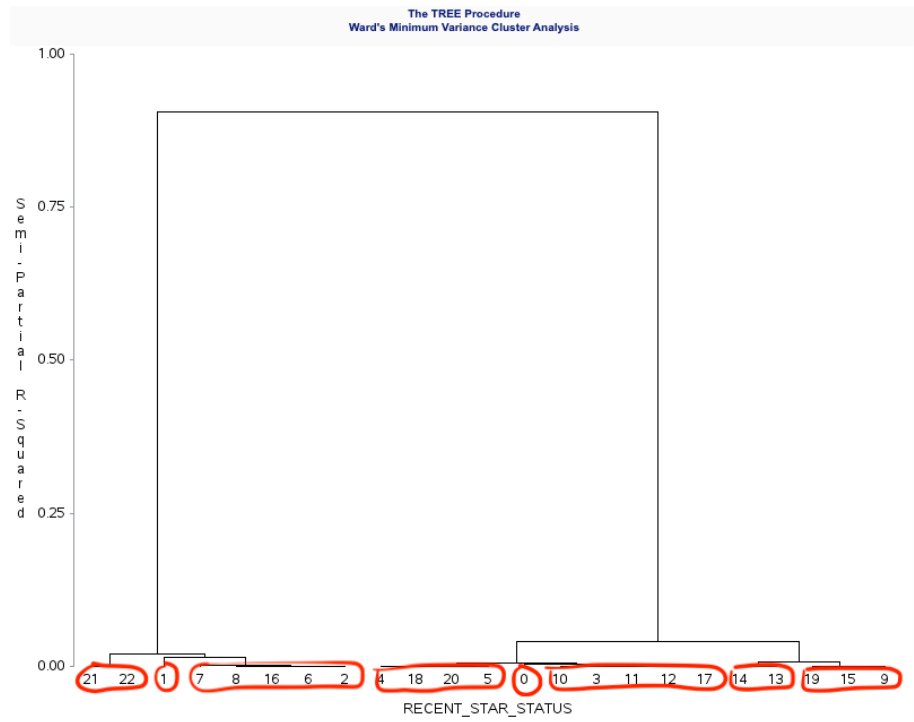 The TREE Procedure
Ward's Minimum Variance Cluster Analysis
1.00
0.75
0.50
0.25
0.00
Semi-Partial R-Squared
21 22 1 7 8 16 6 2 4 18 20 5 0 10 3 11 12 17 14 13 19 15 9
RECENT_STAR_STATUS